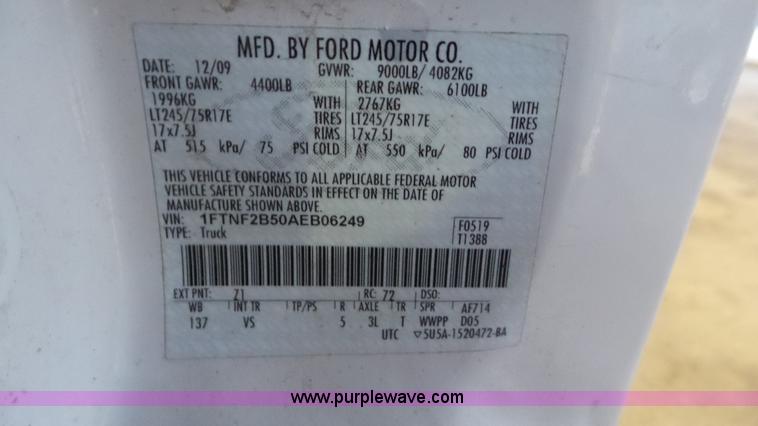 MFD. BY FORD MOTOR CO.
DATE: 12/09 GVWR: 9000LB/ 4082KG
FRONT GAWR: 4400LB REAR GAWR: 6100LB
1996KG WITH 2767KG WITH
LT245/75R17E TIRES LT245/75R17E TIRES
17x7.5J RIMS 17x7.5J RIMS
AT 515 kPa/ 75 PSI COLD AT 550 kPa/ 80 PSI COLD
THIS VEHICLE CONFORMS TO ALL APPLICABLE FEDERAL MOTOR
VEHICLE SAFETY STANDARDS IN EFFECT ON THE DATE OF
MANUFACTURE SHOWN ABOVE.
VIN: 1FTNF2B50AEB06249 F0519
TYPE: Truck T1388
EXT PNT: Z1 RC: 72 DSO:
WB INT TR TP/PS R AXLE TR SPR AF714
137 VS 5 3L T WWPP D05
UTC ▽5U5A-1520472-BA
www.purplewave.com